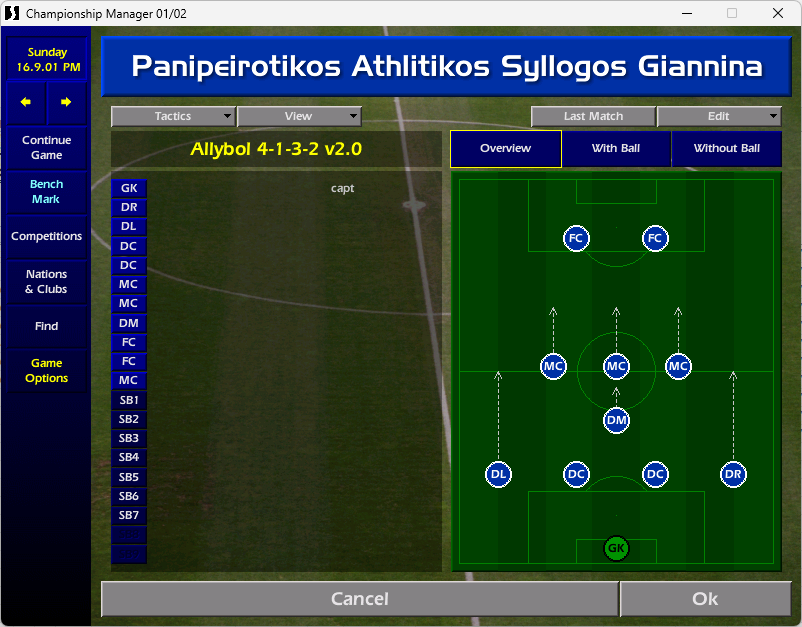 Championship Manager 01/02
Sunday
16.9.01 PM
Continue
Game
Bench
Mark
Competitions
Nations
& Clubs
Find
Game
Options
Panipeirotikos Athlitikos Syllogos Giannina
Tactics
View
Last Match
Edit
Allybol 4-1-3-2 v2.0
Overview
With Ball
Without Ball
GK capt
DR
DL
DC
DC
MC
MC
DM
FC
FC
MC
SB1
SB2
SB3
SB4
SB5
SB6
SB7
FC FC
MC MC MC
DM
DL DC DC DR
GK
Cancel
Ok